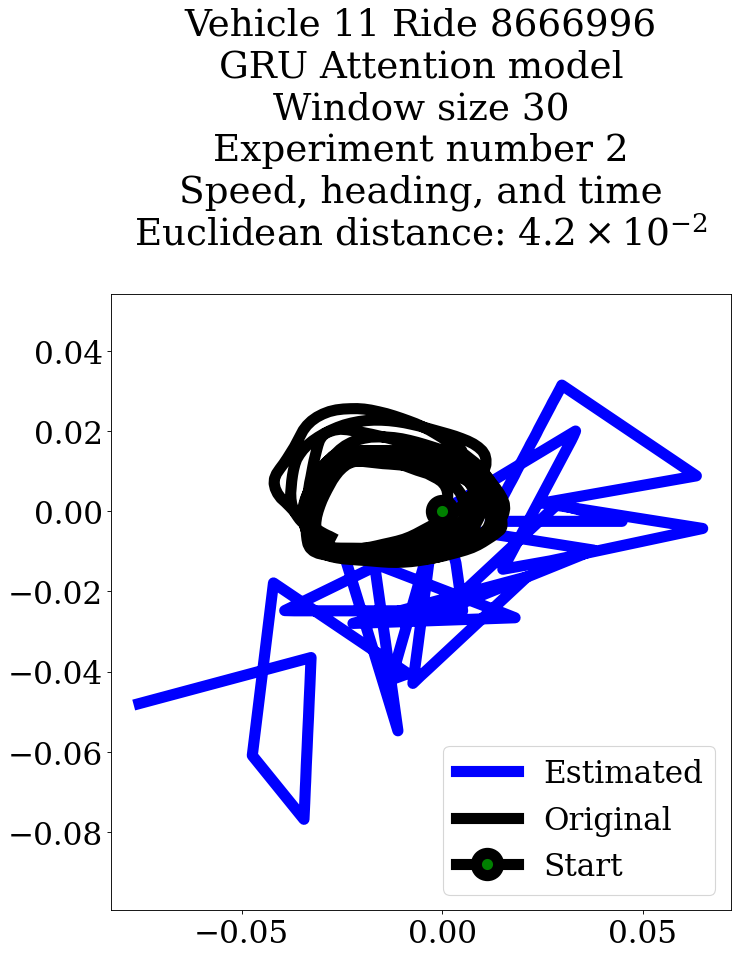 Vehicle 11 Ride 8666996
GRU Attention model
Window size 30
Experiment number 2
Speed, heading, and time
Euclidean distance: 4.2 × 10⁻²
0.04
0.02
0.00
−0.02
−0.04
−0.06
−0.08
Estimated
Original
Start
−0.05 0.00 0.05